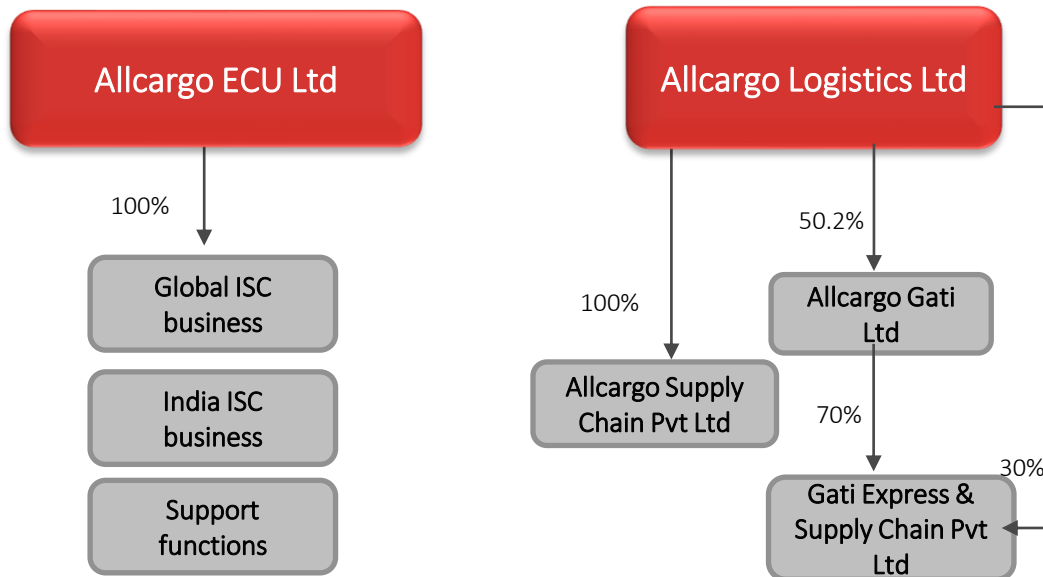 Allcargo ECU Ltd
100%
Global ISC
business
India ISC
business
Support
functions
Allcargo Logistics Ltd
50.2%
100%
Allcargo Gati
Ltd
Allcargo Supply
Chain Pvt Ltd
70%
30%
Gati Express &
Supply Chain Pvt
Ltd